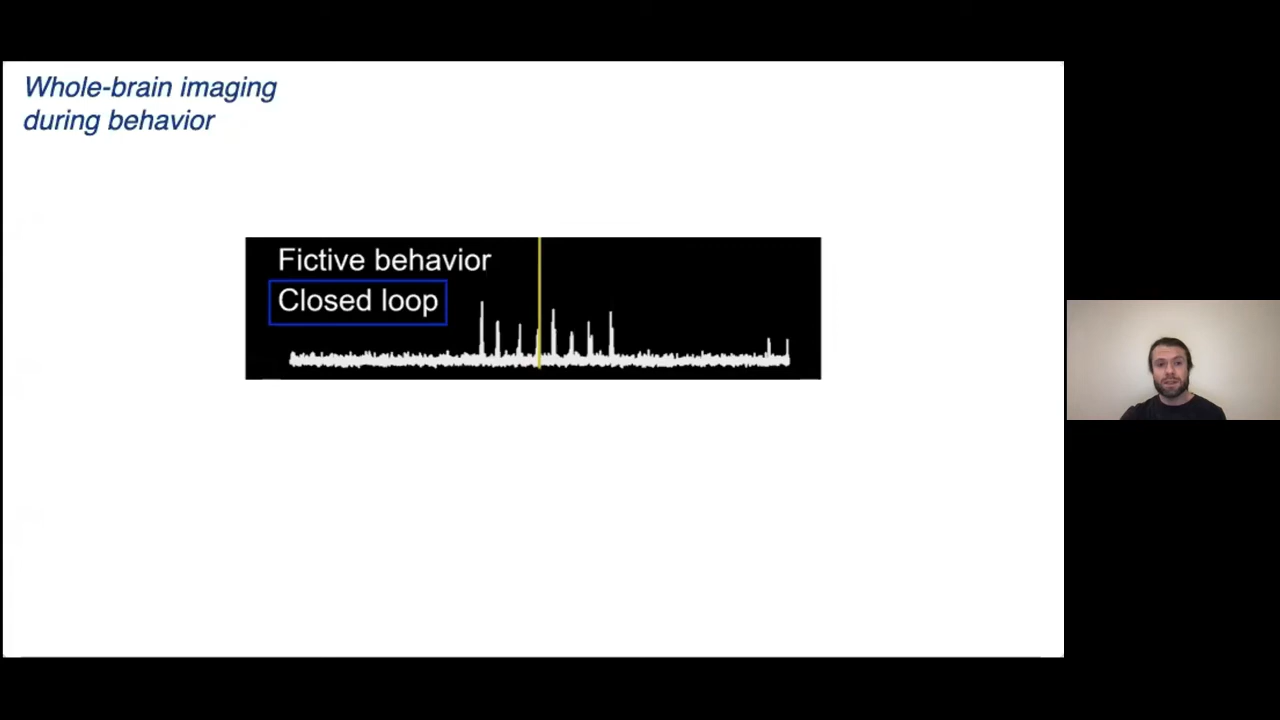 Whole-brain imaging
during behavior
Fictive behavior
Closed loop